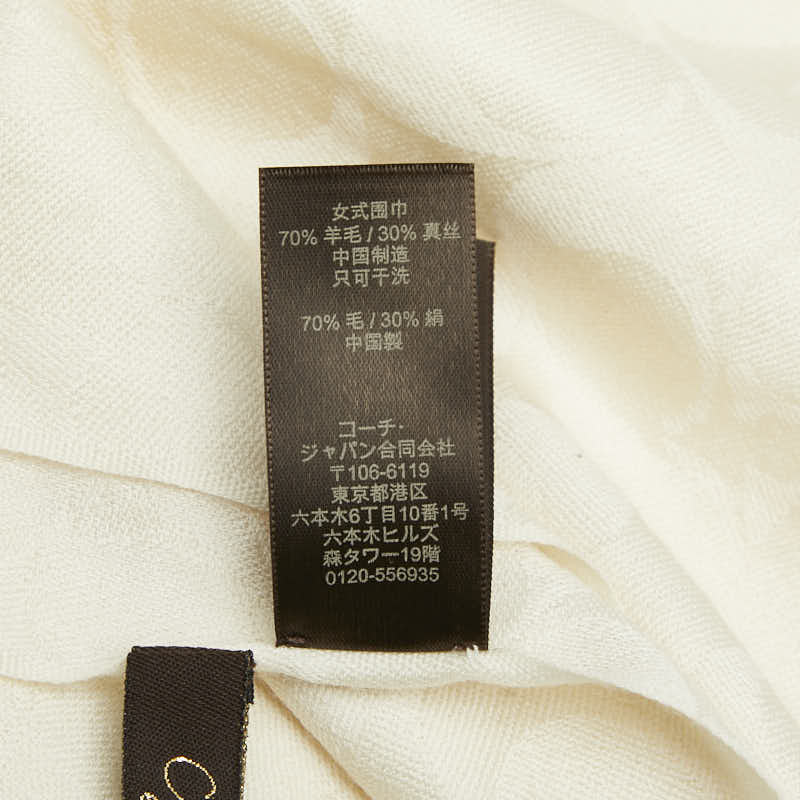 女式围巾
70% 羊毛 / 30% 真丝
中国制造
只可干洗
70% 毛 / 30% 絹
中国製
コーチ・
ジャパン合同会社
〒106-6119
東京都港区
六本木6丁目10番1号
六本木ヒルズ
森タワー19階
0120-556935